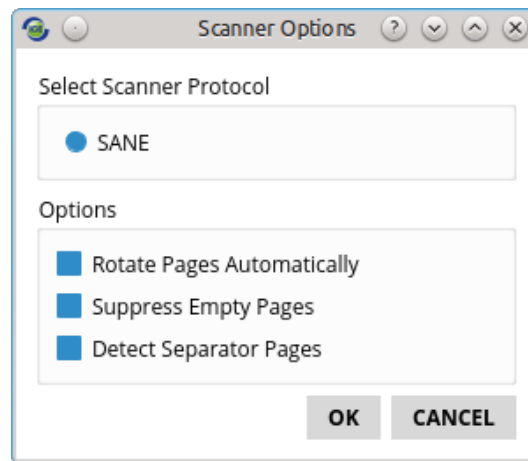 Scanner Options
Select Scanner Protocol
SANE
Options
Rotate Pages Automatically
Suppress Empty Pages
Detect Separator Pages
OK CANCEL